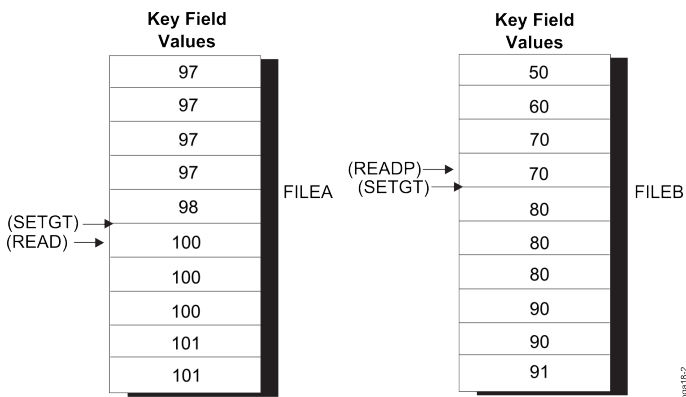 Key Field
Values
97
97
97
97
98
100
100
100
101
101
(SETGT)
(READ)
FILEA
Key Field
Values
50
60
70
70
80
80
80
90
90
91
(READP)
(SETGT)
FILEB